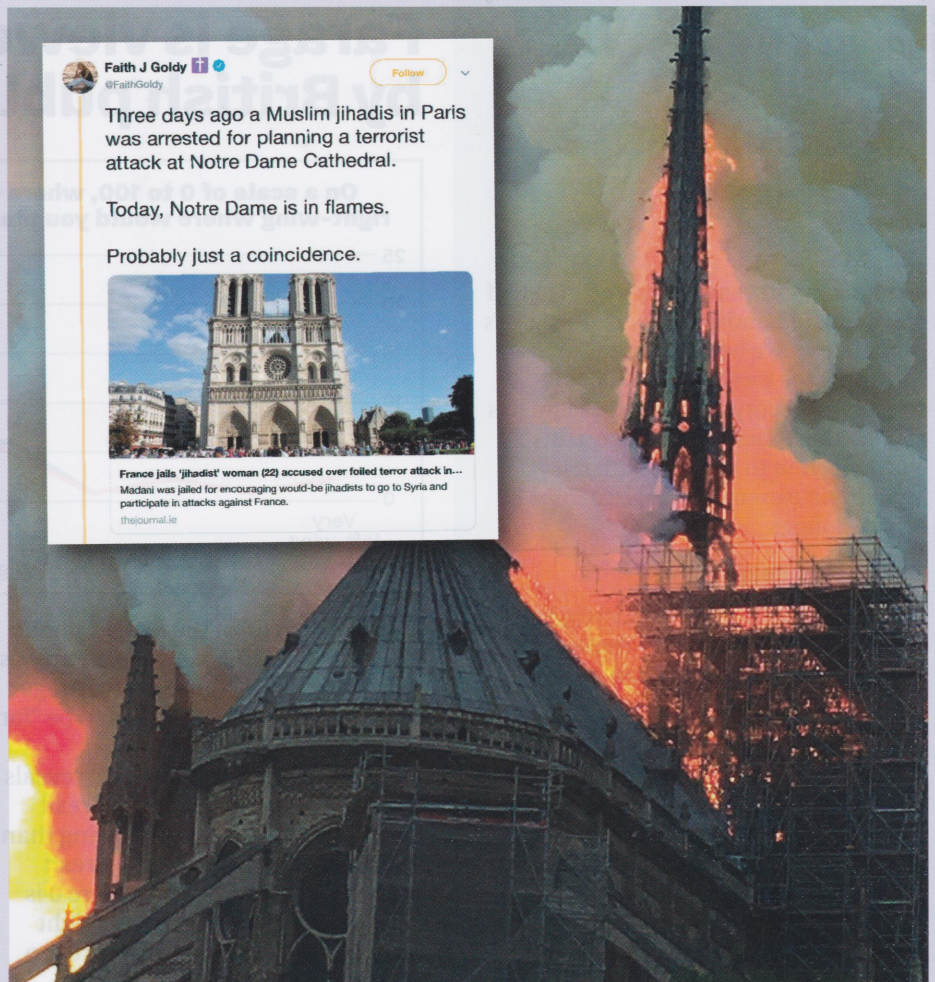 Faith J Goldy
@FaithGoldy
Follow
Three days ago a Muslim jihadis in Paris
was arrested for planning a terrorist
attack at Notre Dame Cathedral.
Today, Notre Dame is in flames.
Probably just a coincidence.
France jails 'jihadist' woman (22) accused over foiled terror attack in...
Madani was jailed for encouraging would-be jihadists to go to Syria and
participate in attacks against France.
thejournal.ie